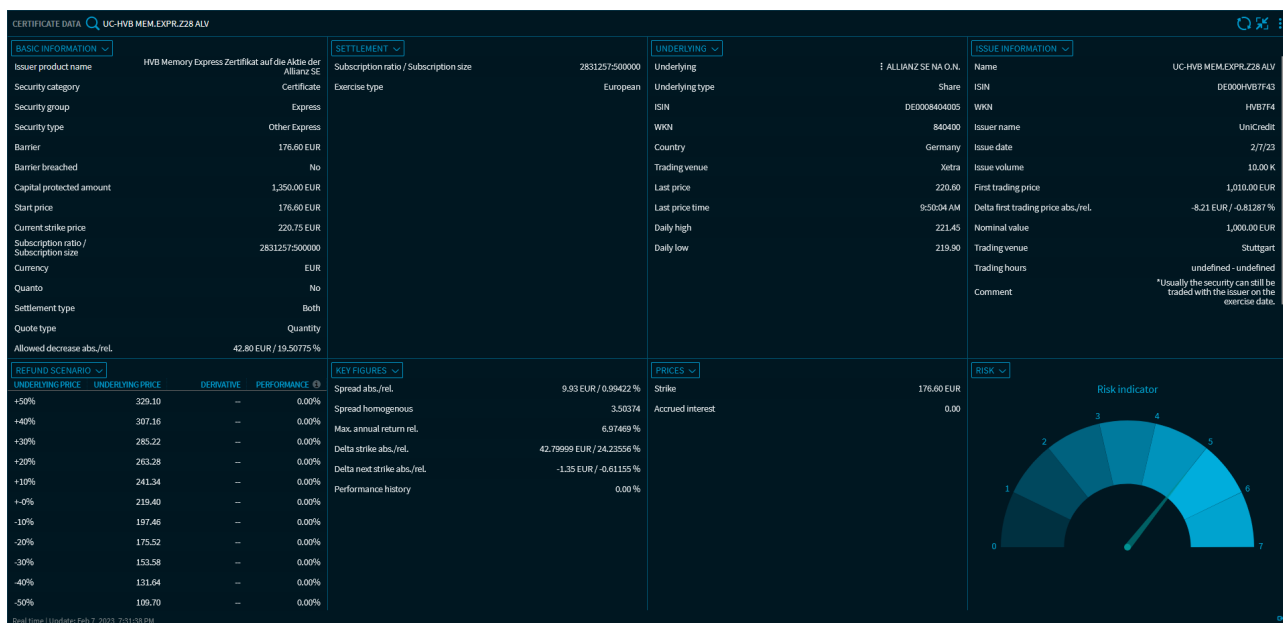 CERTIFICATE DATA UC-HVB MEM.EXPR.Z28 ALV
BASIC INFORMATION
Issuer product name HVB Memory Express Zertifikat auf die Aktie der
Allianz SE
Security category Certificate
Security group Express
Security type Other Express
Barrier 176.60 EUR
Barrier breached No
Capital protected amount 1,350.00 EUR
Start price 176.60 EUR
Current strike price 220.75 EUR
Subscription ratio /
Subscription size 2831257:500000
Currency EUR
Quanto No
Settlement type Both
Quote type Quantity
Allowed decrease abs./rel. 42.80 EUR / 19.50775 %
SETTLEMENT
Subscription ratio / Subscription size 2831257:500000
Exercise type European
UNDERLYING
Underlying ALLIANZ SE NA O.N.
Underlying type Share
ISIN DE0008404005
WKN 840400
Country Germany
Trading venue Xetra
Last price 220.60
Last price time 9:50:04 AM
Daily high 221.45
Daily low 219.90
ISSUE INFORMATION
Name UC-HVB MEM.EXPR.Z28 ALV
ISIN DE000HVB7F43
WKN HVB7F4
Issuer name UniCredit
Issue date 2/7/23
Issue volume 10.00 K
First trading price 1,010.00 EUR
Delta first trading price abs./rel. -8.21 EUR / -0.81287 %
Nominal value 1,000.00 EUR
Trading venue Stuttgart
Trading hours undefined - undefined
Comment *Usually the security can still be
traded with the issuer on the
exercise date.
REFUND SCENARIO
UNDERLYING PRICE UNDERLYING PRICE DERIVATIVE PERFORMANCE
+50% 329.10 – 0.00%
+40% 307.16 – 0.00%
+30% 285.22 – 0.00%
+20% 263.28 – 0.00%
+10% 241.34 – 0.00%
+-0% 219.40 – 0.00%
-10% 197.46 – 0.00%
-20% 175.52 – 0.00%
-30% 153.58 – 0.00%
-40% 131.64 – 0.00%
-50% 109.70 – 0.00%
KEY FIGURES
Spread abs./rel. 9.93 EUR / 0.99422 %
Spread homogenous 3.50374
Max. annual return rel. 6.97469 %
Delta strike abs./rel. 42.79999 EUR / 24.23556 %
Delta next strike abs./rel. -1.35 EUR / -0.61155 %
Performance history 0.00 %
PRICES
Strike 176.60 EUR
Accrued interest 0.00
RISK
Risk indicator
0
1
2
3
4
5
6
7
Real time | Update: Feb 7, 2023, 7:31:38 PM